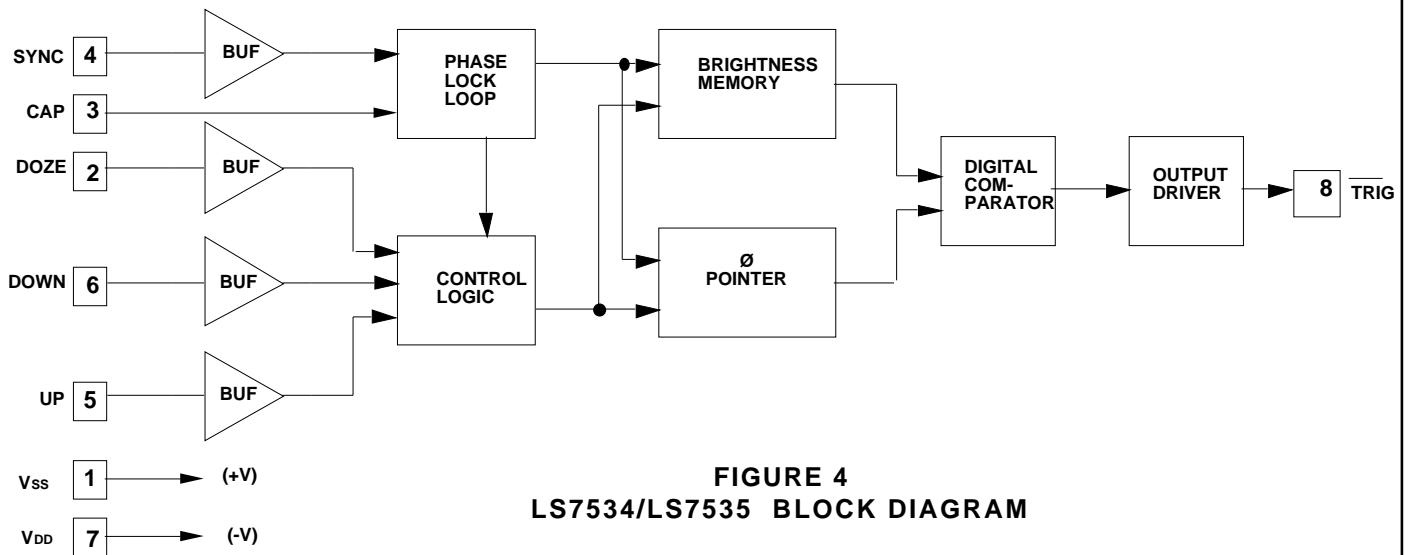 SYNC 4 BUF
CAP 3
DOZE 2 BUF
DOWN 6 BUF
UP 5 BUF
VSS 1 (+V)
VDD 7 (-V)
PHASE
LOCK
LOOP
CONTROL
LOGIC
BRIGHTNESS
MEMORY
Ø
POINTER
DIGITAL
COM-
PARATOR
OUTPUT
DRIVER
8 TRIG
FIGURE 4
LS7534/LS7535 BLOCK DIAGRAM